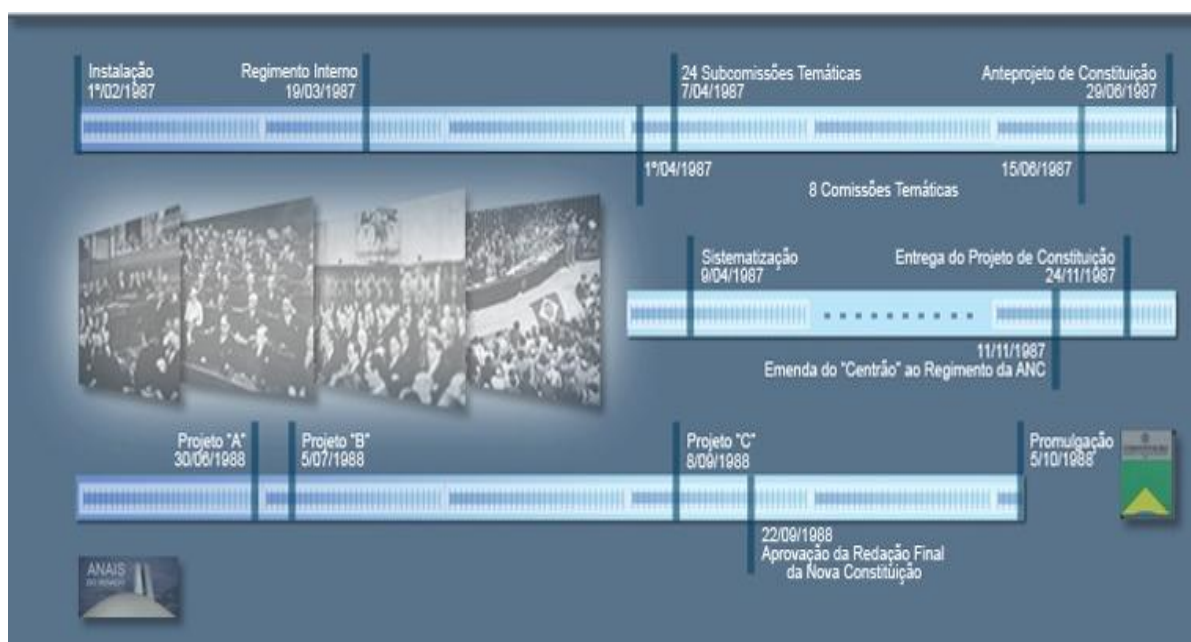 Instalação
1º/02/1987
Regimento Interno
19/03/1987
24 Subcomissões Temáticas
7/04/1987
Anteprojeto de Constituição
29/06/1987
1º/04/1987
8 Comissões Temáticas
15/06/1987
Sistematização
9/04/1987
Entrega do Projeto de Constituição
24/11/1987
11/11/1987
Emenda do "Centrão" ao Regimento da ANC
Projeto "A"
30/06/1988
Projeto "B"
5/07/1988
Projeto "C"
8/09/1988
Promulgação
5/10/1988
22/09/1988
Aprovação da Redação Final
da Nova Constituição
ANAIS
DO SENADO